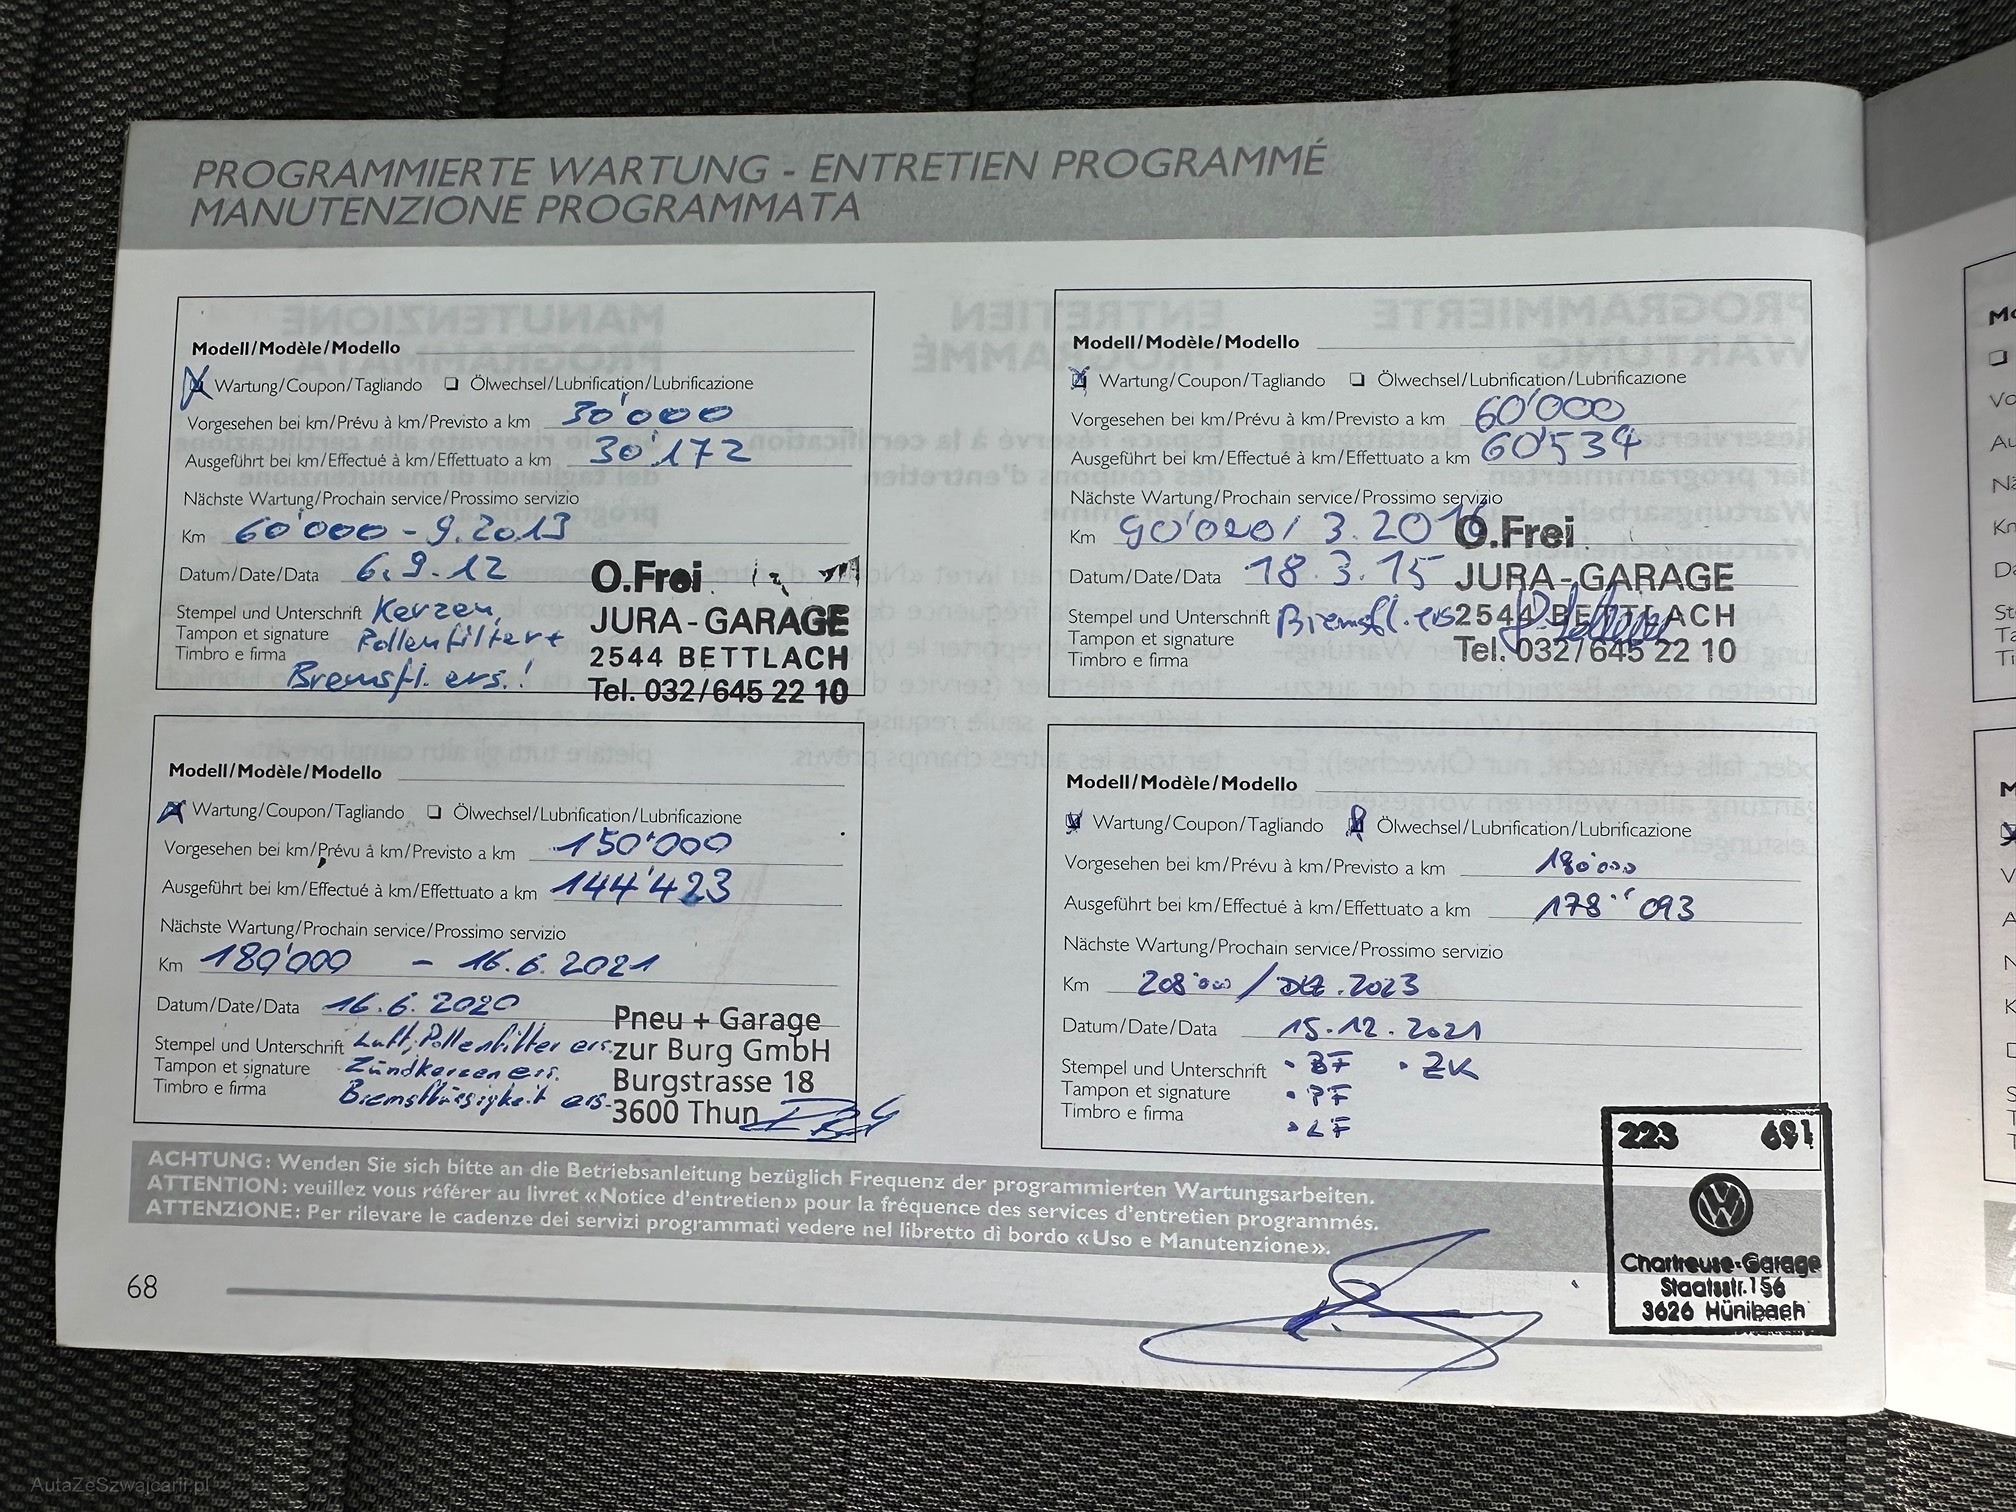 PROGRAMMIERTE WARTUNG - ENTRETIEN PROGRAMMÉ
MANUTENZIONE PROGRAMMATA
Modell/Modèle/Modello
Wartung/Coupon/Tagliando ❑ Ölwechsel/Lubrification/Lubrificazione
Vorgesehen bei km/Prévu à km/Previsto a km 30'000
Ausgeführt bei km/Effectué à km/Effettuato a km 30'172
Nächste Wartung/Prochain service/Prossimo servizio
Km 60'000 - 9.2013
Datum/Date/Data 6.9.12
Stempel und Unterschrift Kerzen,
Tampon et signature Pollenfilter +
Timbro e firma
Bremsfl. ers.!
O.Frei
JURA-GARAGE
2544 BETTLACH
Tel. 032/645 22 10
Modell/Modèle/Modello
Wartung/Coupon/Tagliando ❑ Ölwechsel/Lubrification/Lubrificazione
Vorgesehen bei km/Prévu à km/Previsto a km 60'000
Ausgeführt bei km/Effectué à km/Effettuato a km 60'534
Nächste Wartung/Prochain service/Prossimo servizio
Km 90'000 / 3.2016
Datum/Date/Data 18.3.15
Stempel und Unterschrift Bremsfl. ers
Tampon et signature
Timbro e firma
O.Frei
JURA-GARAGE
2544 BETTLACH
Tel. 032/645 22 10
Modell/Modèle/Modello
Wartung/Coupon/Tagliando ❑ Ölwechsel/Lubrification/Lubrificazione
Vorgesehen bei km/Prévu à km/Previsto a km 150'000
Ausgeführt bei km/Effectué à km/Effettuato a km 144'423
Nächste Wartung/Prochain service/Prossimo servizio
Km 180'000 - 16.6.2021
Datum/Date/Data 16.6.2020
Stempel und Unterschrift Luft, Pollenfilter ers.
Tampon et signature Zündkerzen ers.
Timbro e firma Bremsflüssigkeit ers.
Pneu + Garage
zur Burg GmbH
Burgstrasse 18
3600 Thun
Modell/Modèle/Modello
Wartung/Coupon/Tagliando Ölwechsel/Lubrification/Lubrificazione
Vorgesehen bei km/Prévu à km/Previsto a km 180'000
Ausgeführt bei km/Effectué à km/Effettuato a km 178'093
Nächste Wartung/Prochain service/Prossimo servizio
Km 208'000 / Dez. 2023
Datum/Date/Data 15.12.2021
Stempel und Unterschrift • BF • ZK
Tampon et signature • PF
Timbro e firma • LF
223 691
Chartreuse-Garage
Staatsstr. 156
3626 Hünibach
ACHTUNG: Wenden Sie sich bitte an die Betriebsanleitung bezüglich Frequenz der programmierten Wartungsarbeiten.
ATTENTION: veuillez vous référer au livret «Notice d'entretien» pour la fréquence des services d'entretien programmés.
ATTENZIONE: Per rilevare le cadenze dei servizi programmati vedere nel libretto di bordo «Uso e Manutenzione».
68
AutaZeSzwajcarii.pl